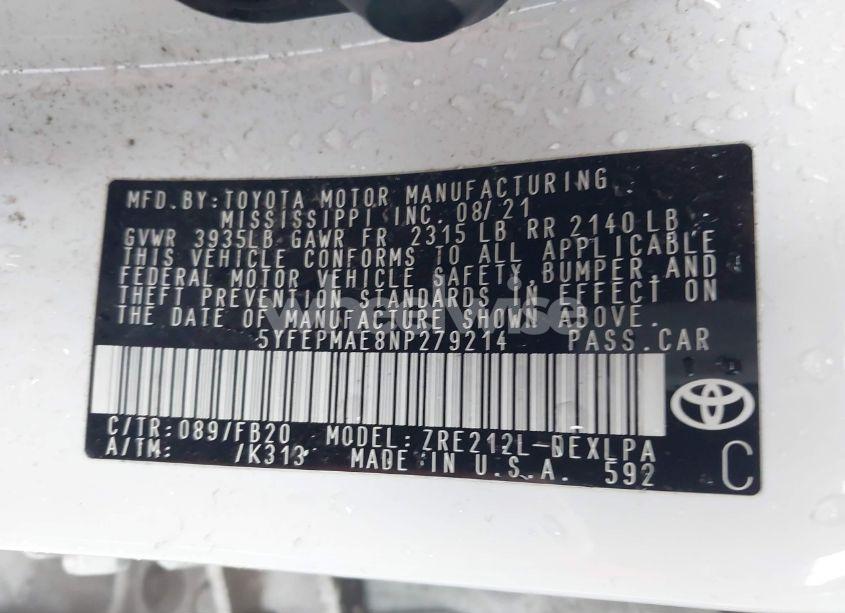 MFD.BY:TOYOTA MOTOR MANUFACTURING
MISSISSIPPI INC. 08/21
GVWR 3935LB GAWR FR 2315 LB RR 2140 LB
THIS VEHICLE CONFORMS TO ALL APPLICABLE
FEDERAL MOTOR VEHICLE SAFETY, BUMPER AND
THEFT PREVENTION STANDARDS IN EFFECT ON
THE DATE OF MANUFACTURE SHOWN ABOVE.
5YFEPMAE8NP279214 PASS.CAR
C/TR: 089/FB20 MODEL: ZRE212L-DEXLPA
A/TM: /K313 MADE IN U.S.A. 592
C